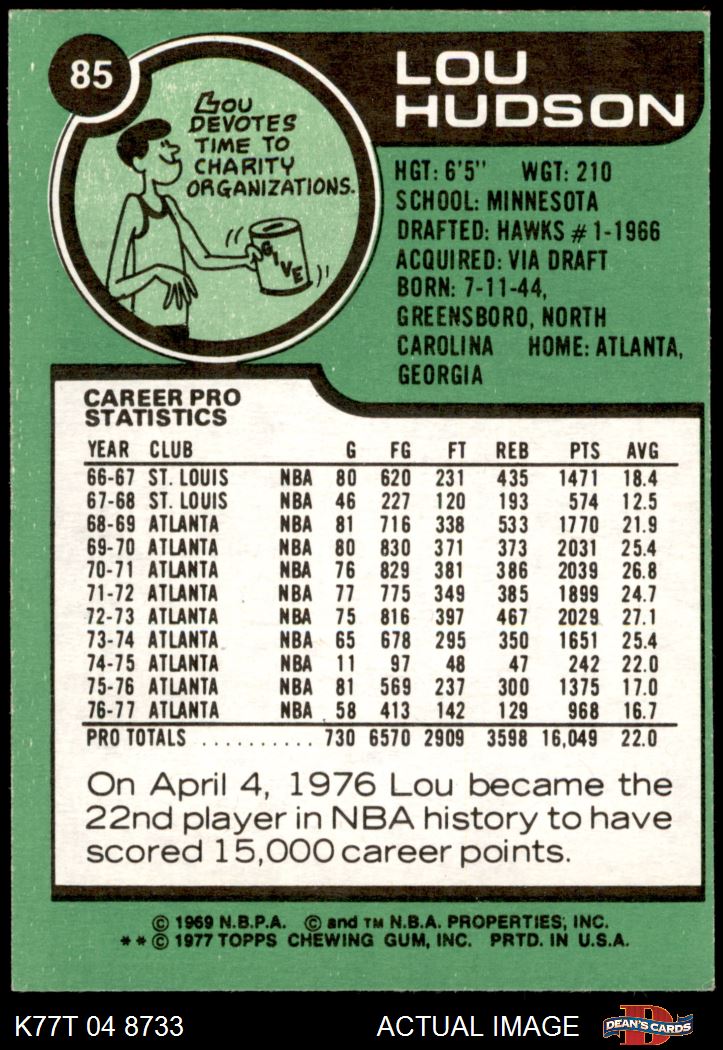 85
LOU
HUDSON
LOU
DEVOTES
TIME TO
CHARITY
ORGANIZATIONS.
GIVE
HGT: 6'5" WGT: 210
SCHOOL: MINNESOTA
DRAFTED: HAWKS #1-1966
ACQUIRED: VIA DRAFT
BORN: 7-11-44,
GREENSBORO, NORTH
CAROLINA HOME: ATLANTA,
GEORGIA
CAREER PRO
STATISTICS
YEAR CLUB G FG FT REB PTS AVG
66-67 ST. LOUIS NBA 80 620 231 435 1471 18.4
67-68 ST. LOUIS NBA 46 227 120 193 574 12.5
68-69 ATLANTA NBA 81 716 338 533 1770 21.9
69-70 ATLANTA NBA 80 830 371 373 2031 25.4
70-71 ATLANTA NBA 76 829 381 386 2039 26.8
71-72 ATLANTA NBA 77 775 349 385 1899 24.7
72-73 ATLANTA NBA 75 816 397 467 2029 27.1
73-74 ATLANTA NBA 65 678 295 350 1651 25.4
74-75 ATLANTA NBA 11 97 48 47 242 22.0
75-76 ATLANTA NBA 81 569 237 300 1375 17.0
76-77 ATLANTA NBA 58 413 142 129 968 16.7
PRO TOTALS .......... 730 6570 2909 3598 16,049 22.0
On April 4, 1976 Lou became the
22nd player in NBA history to have
scored 15,000 career points.
© 1969 N.B.P.A. © and TM N.B.A. PROPERTIES, INC.
** © 1977 TOPPS CHEWING GUM, INC. PRTD. IN U.S.A.
K77T 04 8733 ACTUAL IMAGE D DEAN'S CARDS